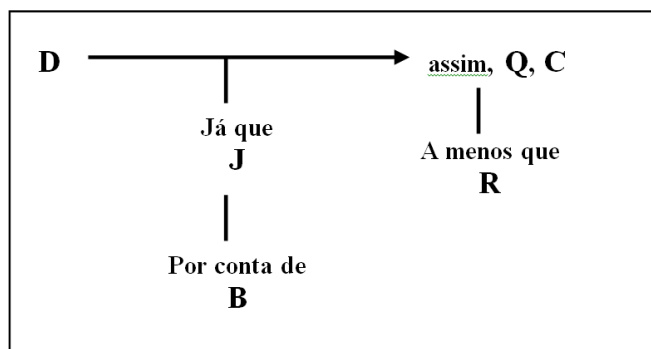 D assim, Q, C
Já que
J
A menos que
R
Por conta de
B